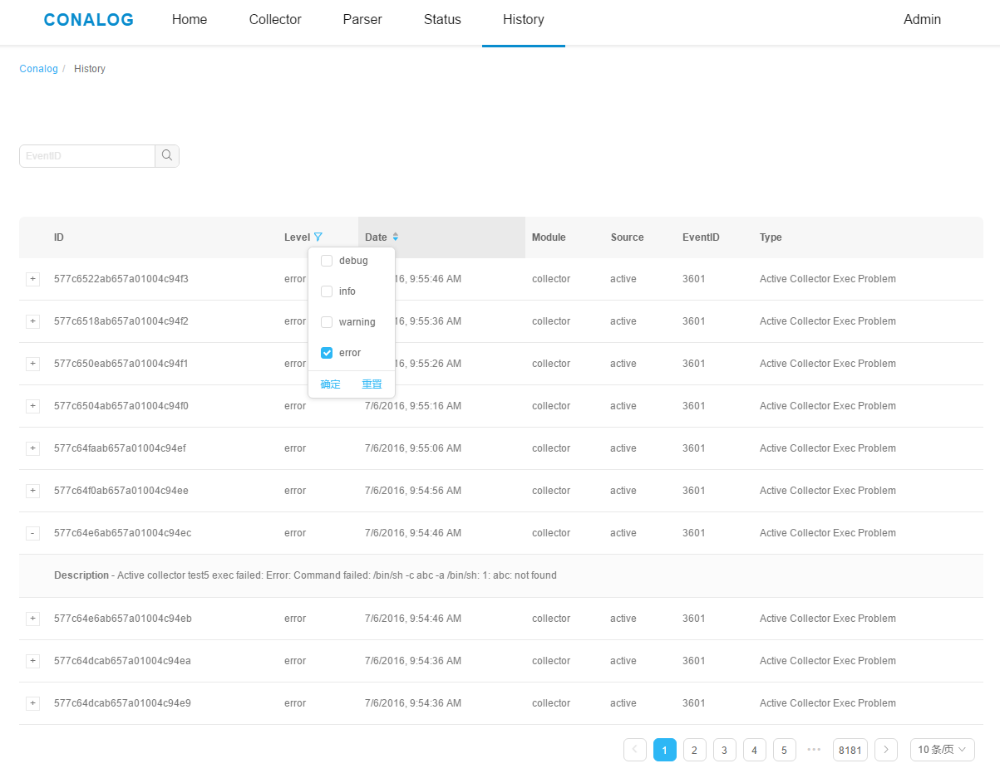 CONALOG Home Collector Parser Status History Admin
Conalog / History
EventID
ID Level Date Module Source EventID Type
+ 577c6522ab657a01004c94f3 error 16, 9:55:46 AM collector active 3601 Active Collector Exec Problem
+ 577c6518ab657a01004c94f2 error 16, 9:55:36 AM collector active 3601 Active Collector Exec Problem
+ 577c650eab657a01004c94f1 error 16, 9:55:26 AM collector active 3601 Active Collector Exec Problem
debug
info
warning
error
确定 重置
+ 577c6504ab657a01004c94f0 error 7/6/2016, 9:55:16 AM collector active 3601 Active Collector Exec Problem
+ 577c64faab657a01004c94ef error 7/6/2016, 9:55:06 AM collector active 3601 Active Collector Exec Problem
+ 577c64f0ab657a01004c94ee error 7/6/2016, 9:54:56 AM collector active 3601 Active Collector Exec Problem
- 577c64e6ab657a01004c94ec error 7/6/2016, 9:54:46 AM collector active 3601 Active Collector Exec Problem
Description - Active collector test5 exec failed: Error: Command failed: /bin/sh -c abc -a /bin/sh: 1: abc: not found
+ 577c64e6ab657a01004c94eb error 7/6/2016, 9:54:46 AM collector active 3601 Active Collector Exec Problem
+ 577c64dcab657a01004c94ea error 7/6/2016, 9:54:36 AM collector active 3601 Active Collector Exec Problem
+ 577c64dcab657a01004c94e9 error 7/6/2016, 9:54:36 AM collector active 3601 Active Collector Exec Problem
1 2 3 4 5 ••• 8181 10 条/页